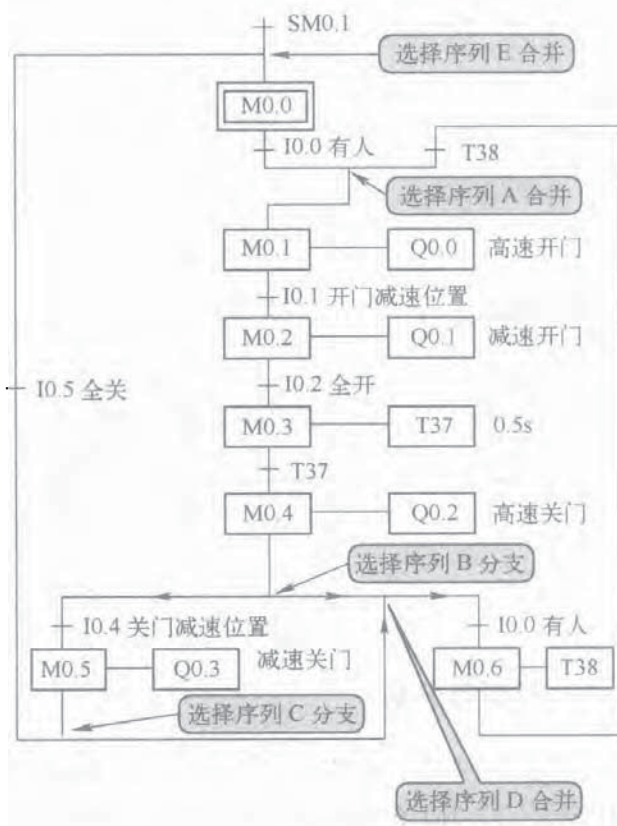 SM0.1
选择序列 E 合并
M0.0
I0.0 有人
T38
选择序列 A 合并
M0.1
Q0.0
高速开门
I0.1 开门减速位置
M0.2
Q0.1
减速开门
I0.5 全关
I0.2 全开
M0.3
T37
0.5s
T37
M0.4
Q0.2
高速关门
选择序列 B 分支
I0.4 关门减速位置
I0.0 有人
M0.5
Q0.3
减速关门
M0.6
T38
选择序列 C 分支
选择序列 D 合并